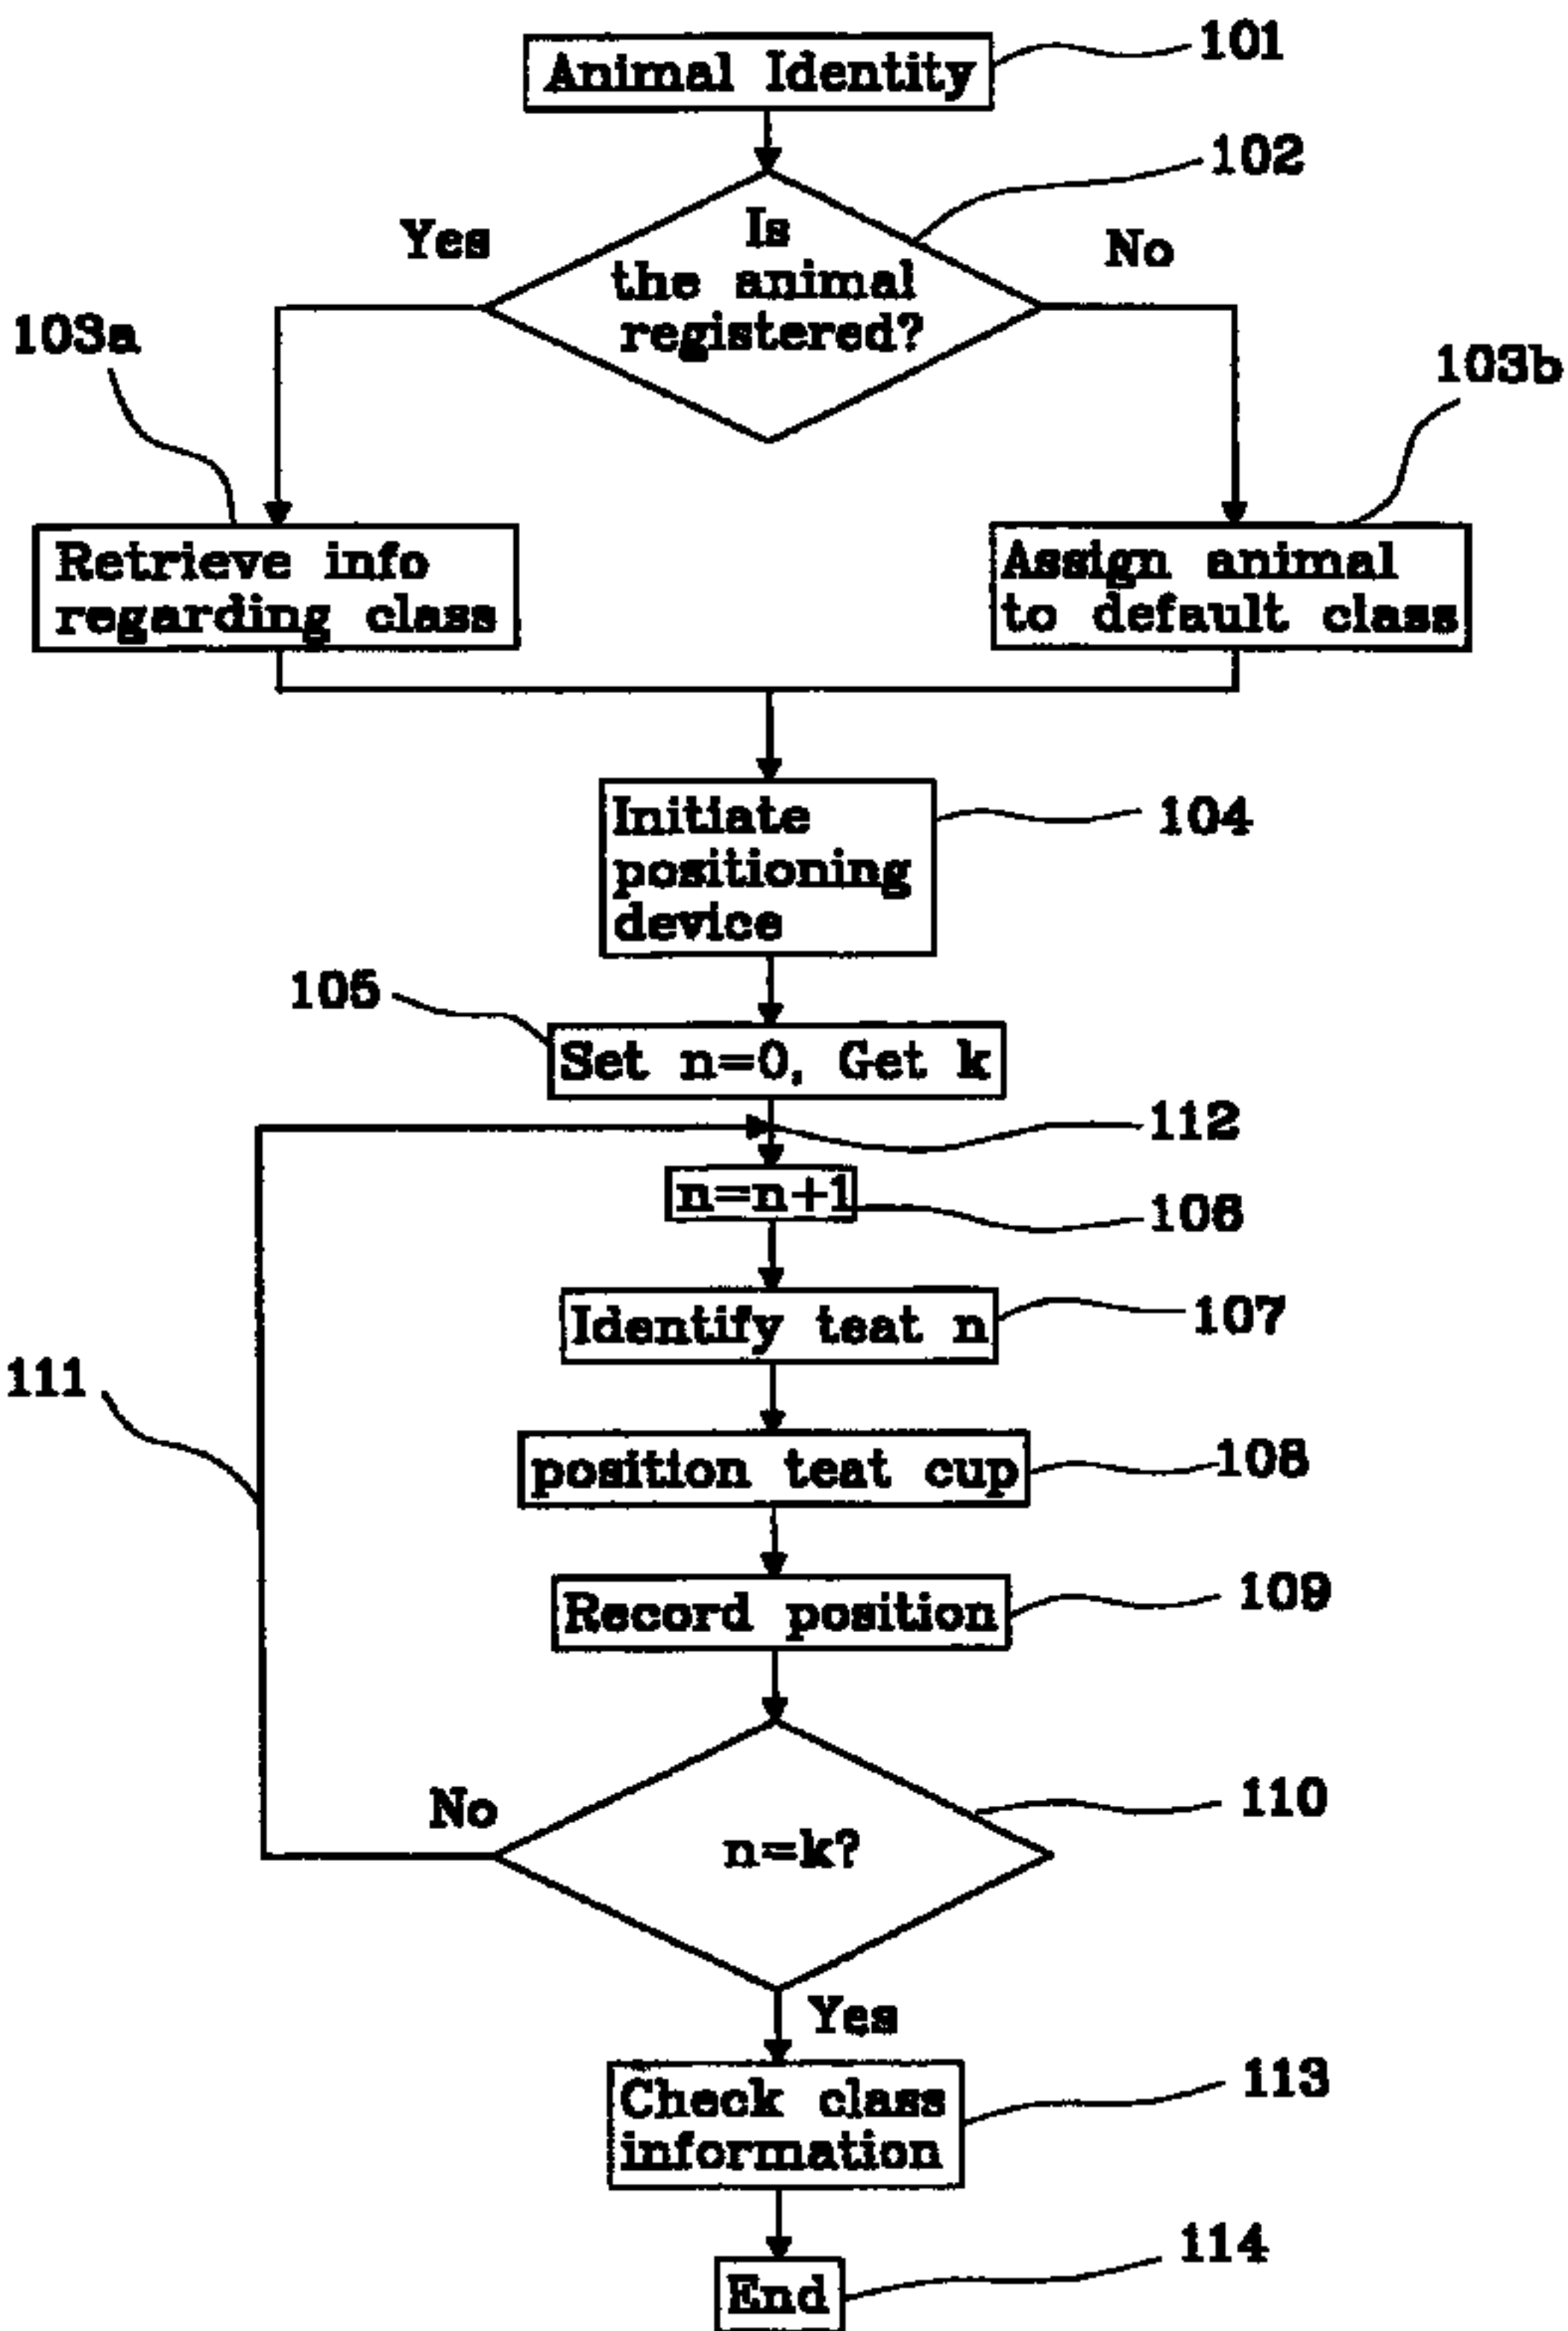 Animal Identity
101
102
Yes
Is
the animal
registered?
No
103a
103b
Retrieve info
regarding class
Assign animal
to default class
Initiate
positioning
device
104
105
Set n=0, Get k
112
n=n+1
106
Identify teat n
107
111
position teat cup
108
Record position
109
No
n=k?
110
Yes
Check class
information
113
End
114